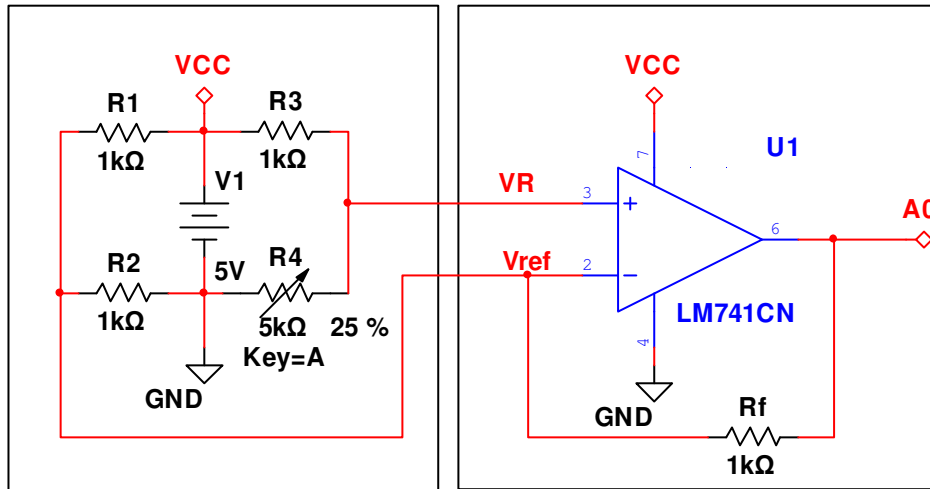 VCC
R1
R3
1kΩ
1kΩ
V1
5V
R2
R4
1kΩ
5kΩ 25 %
Key=A
GND
VCC
7
U1
VR
3
+
6
A0
Vref
2
−
LM741CN
4
GND
Rf
1kΩ